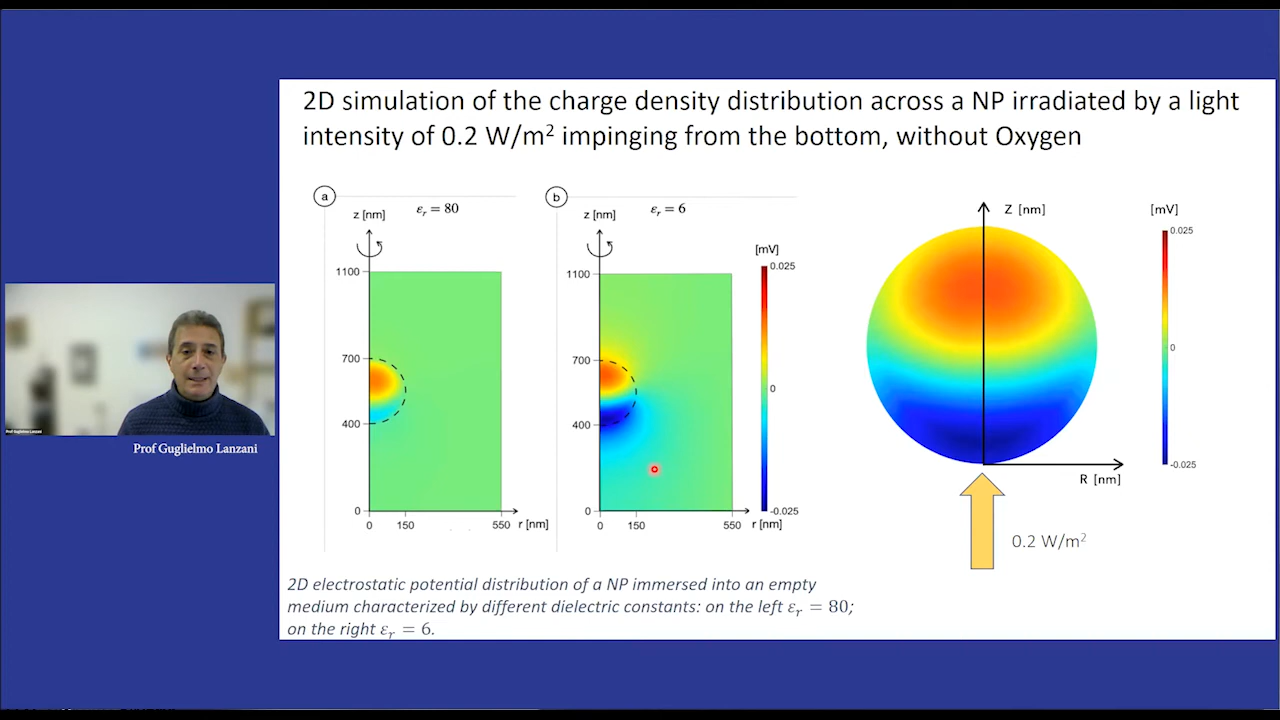 2D simulation of the charge density distribution across a NP irradiated by a light
intensity of 0.2 W/m² impinging from the bottom, without Oxygen
a
εr = 80
z [nm]
1100
700
400
0
0 150 550 r [nm]
b
εr = 6
z [nm]
1100
700
400
0
0 150 550 r [nm]
[mV]
0.025
0
-0.025
Z [nm]
R [nm]
[mV]
0.025
0
-0.025
0.2 W/m²
2D electrostatic potential distribution of a NP immersed into an empty
medium characterized by different dielectric constants: on the left εr = 80;
on the right εr = 6.
Prof Guglielmo Lanzani
Prof Guglielmo Lanzani